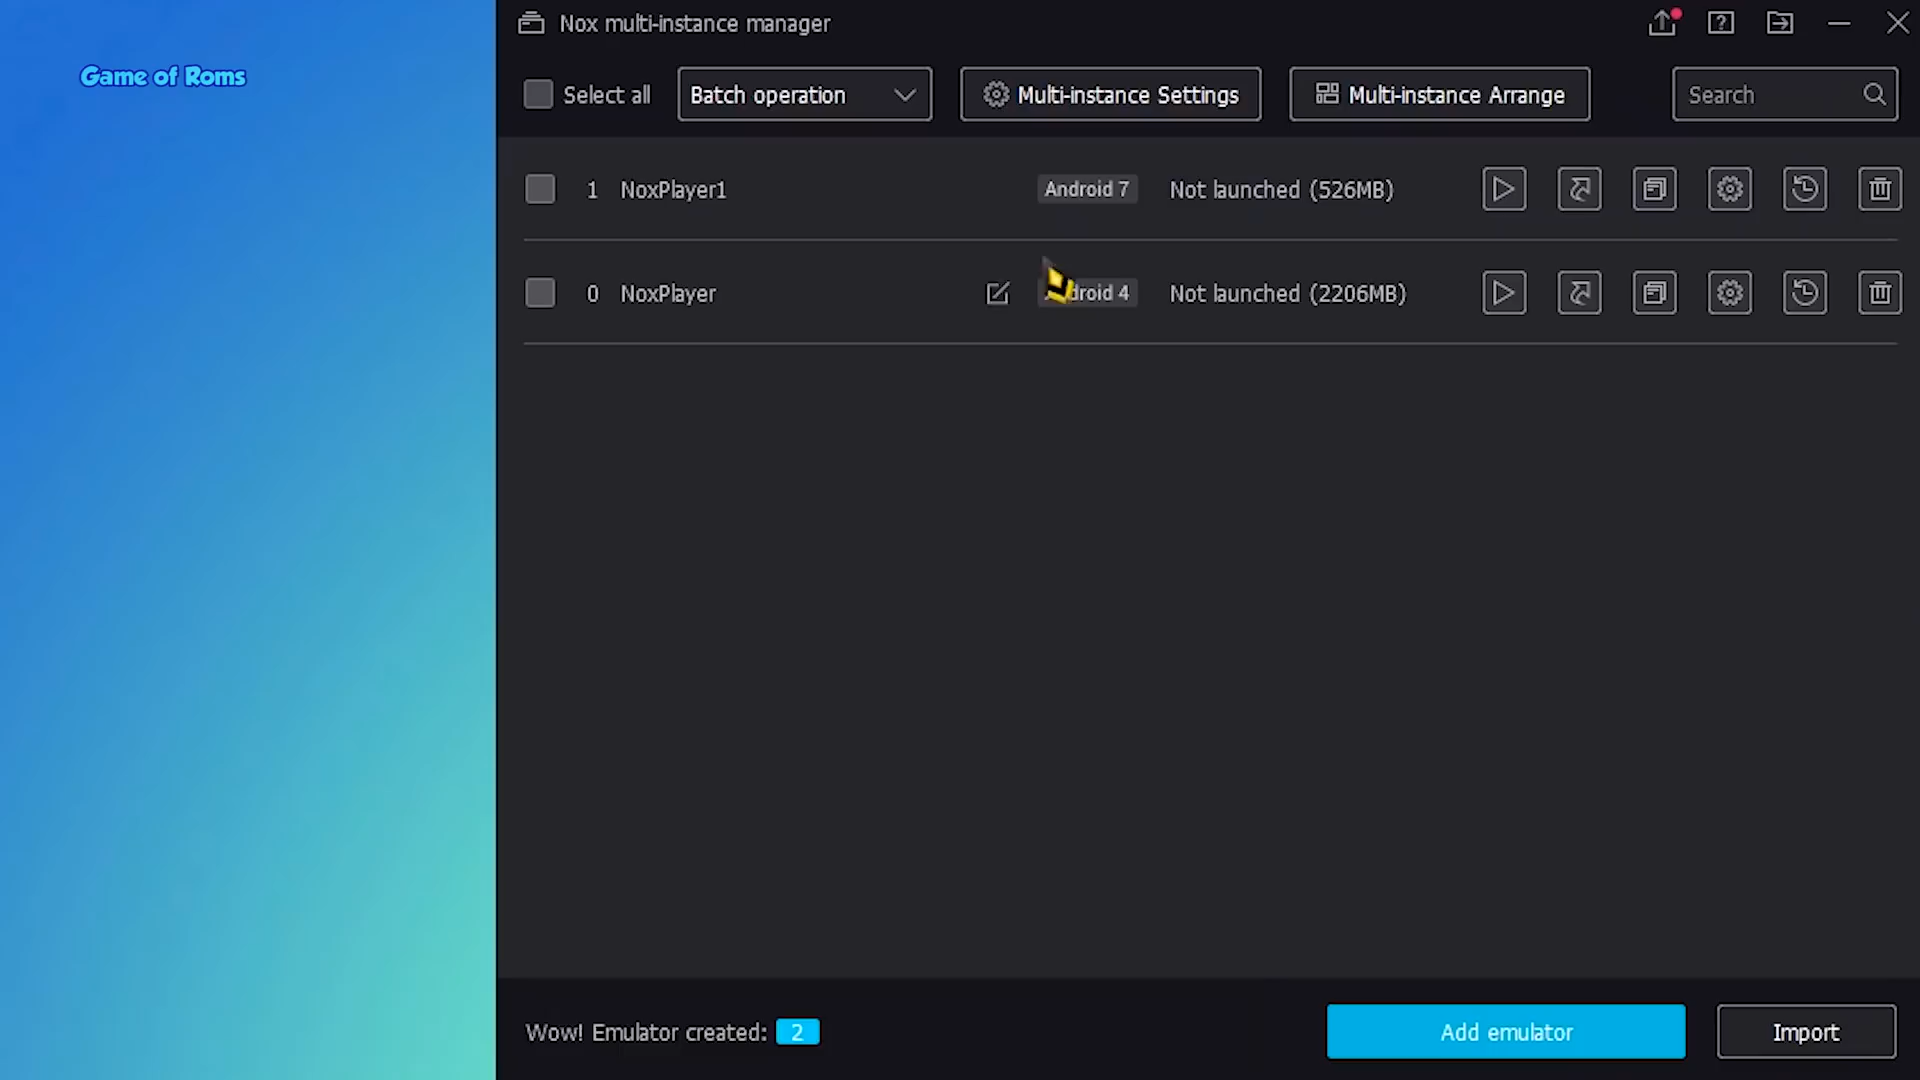 Game of Roms
Nox multi-instance manager
Select all
Batch operation
Multi-instance Settings
Multi-instance Arrange
Search
1 NoxPlayer1 Android 7 Not launched (526MB)
0 NoxPlayer 4 Not launched (2206MB)
Wow! Emulator created: 2
Add emulator
Import